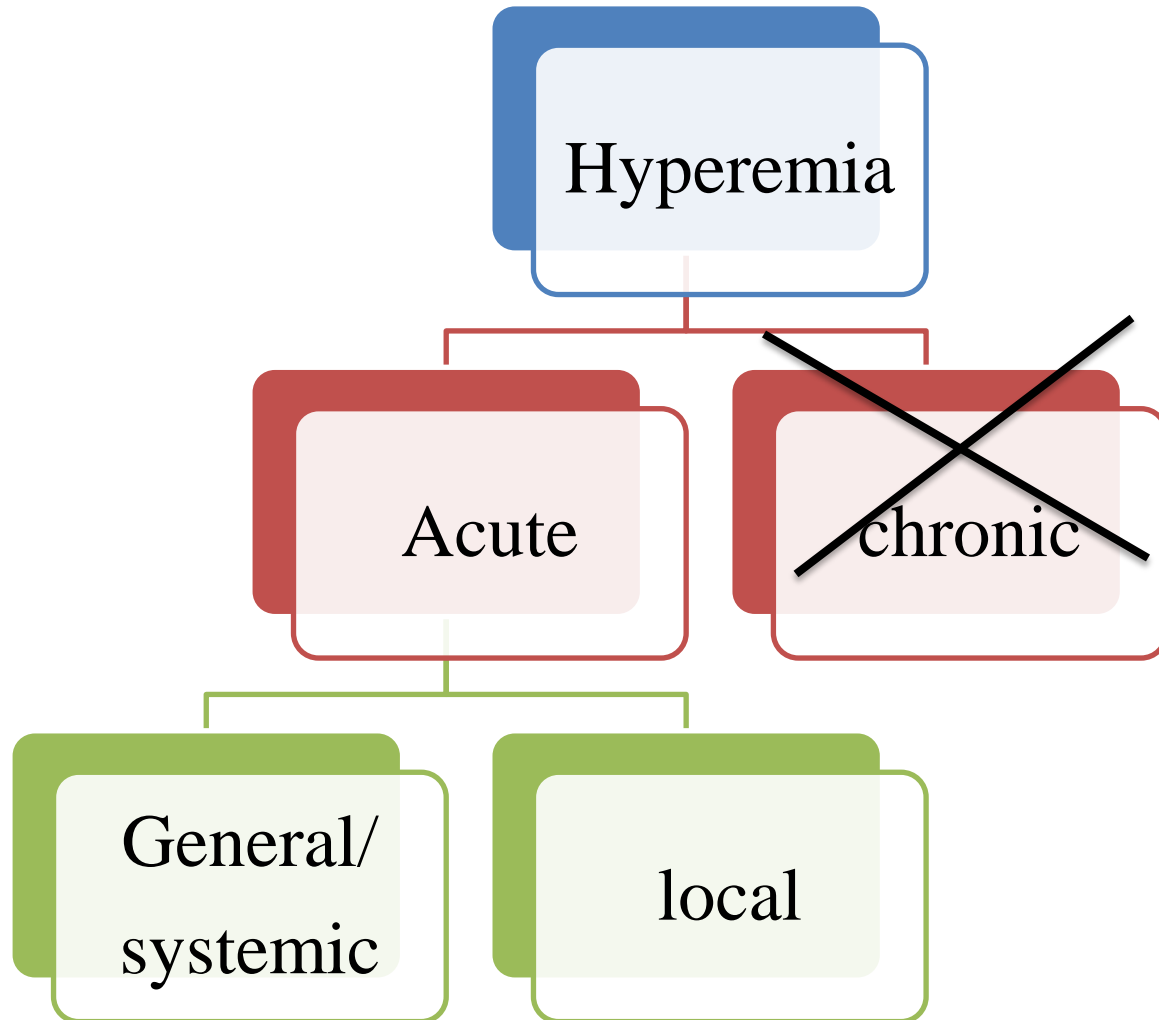 Hyperemia
Acute
chronic
General/
systemic
local